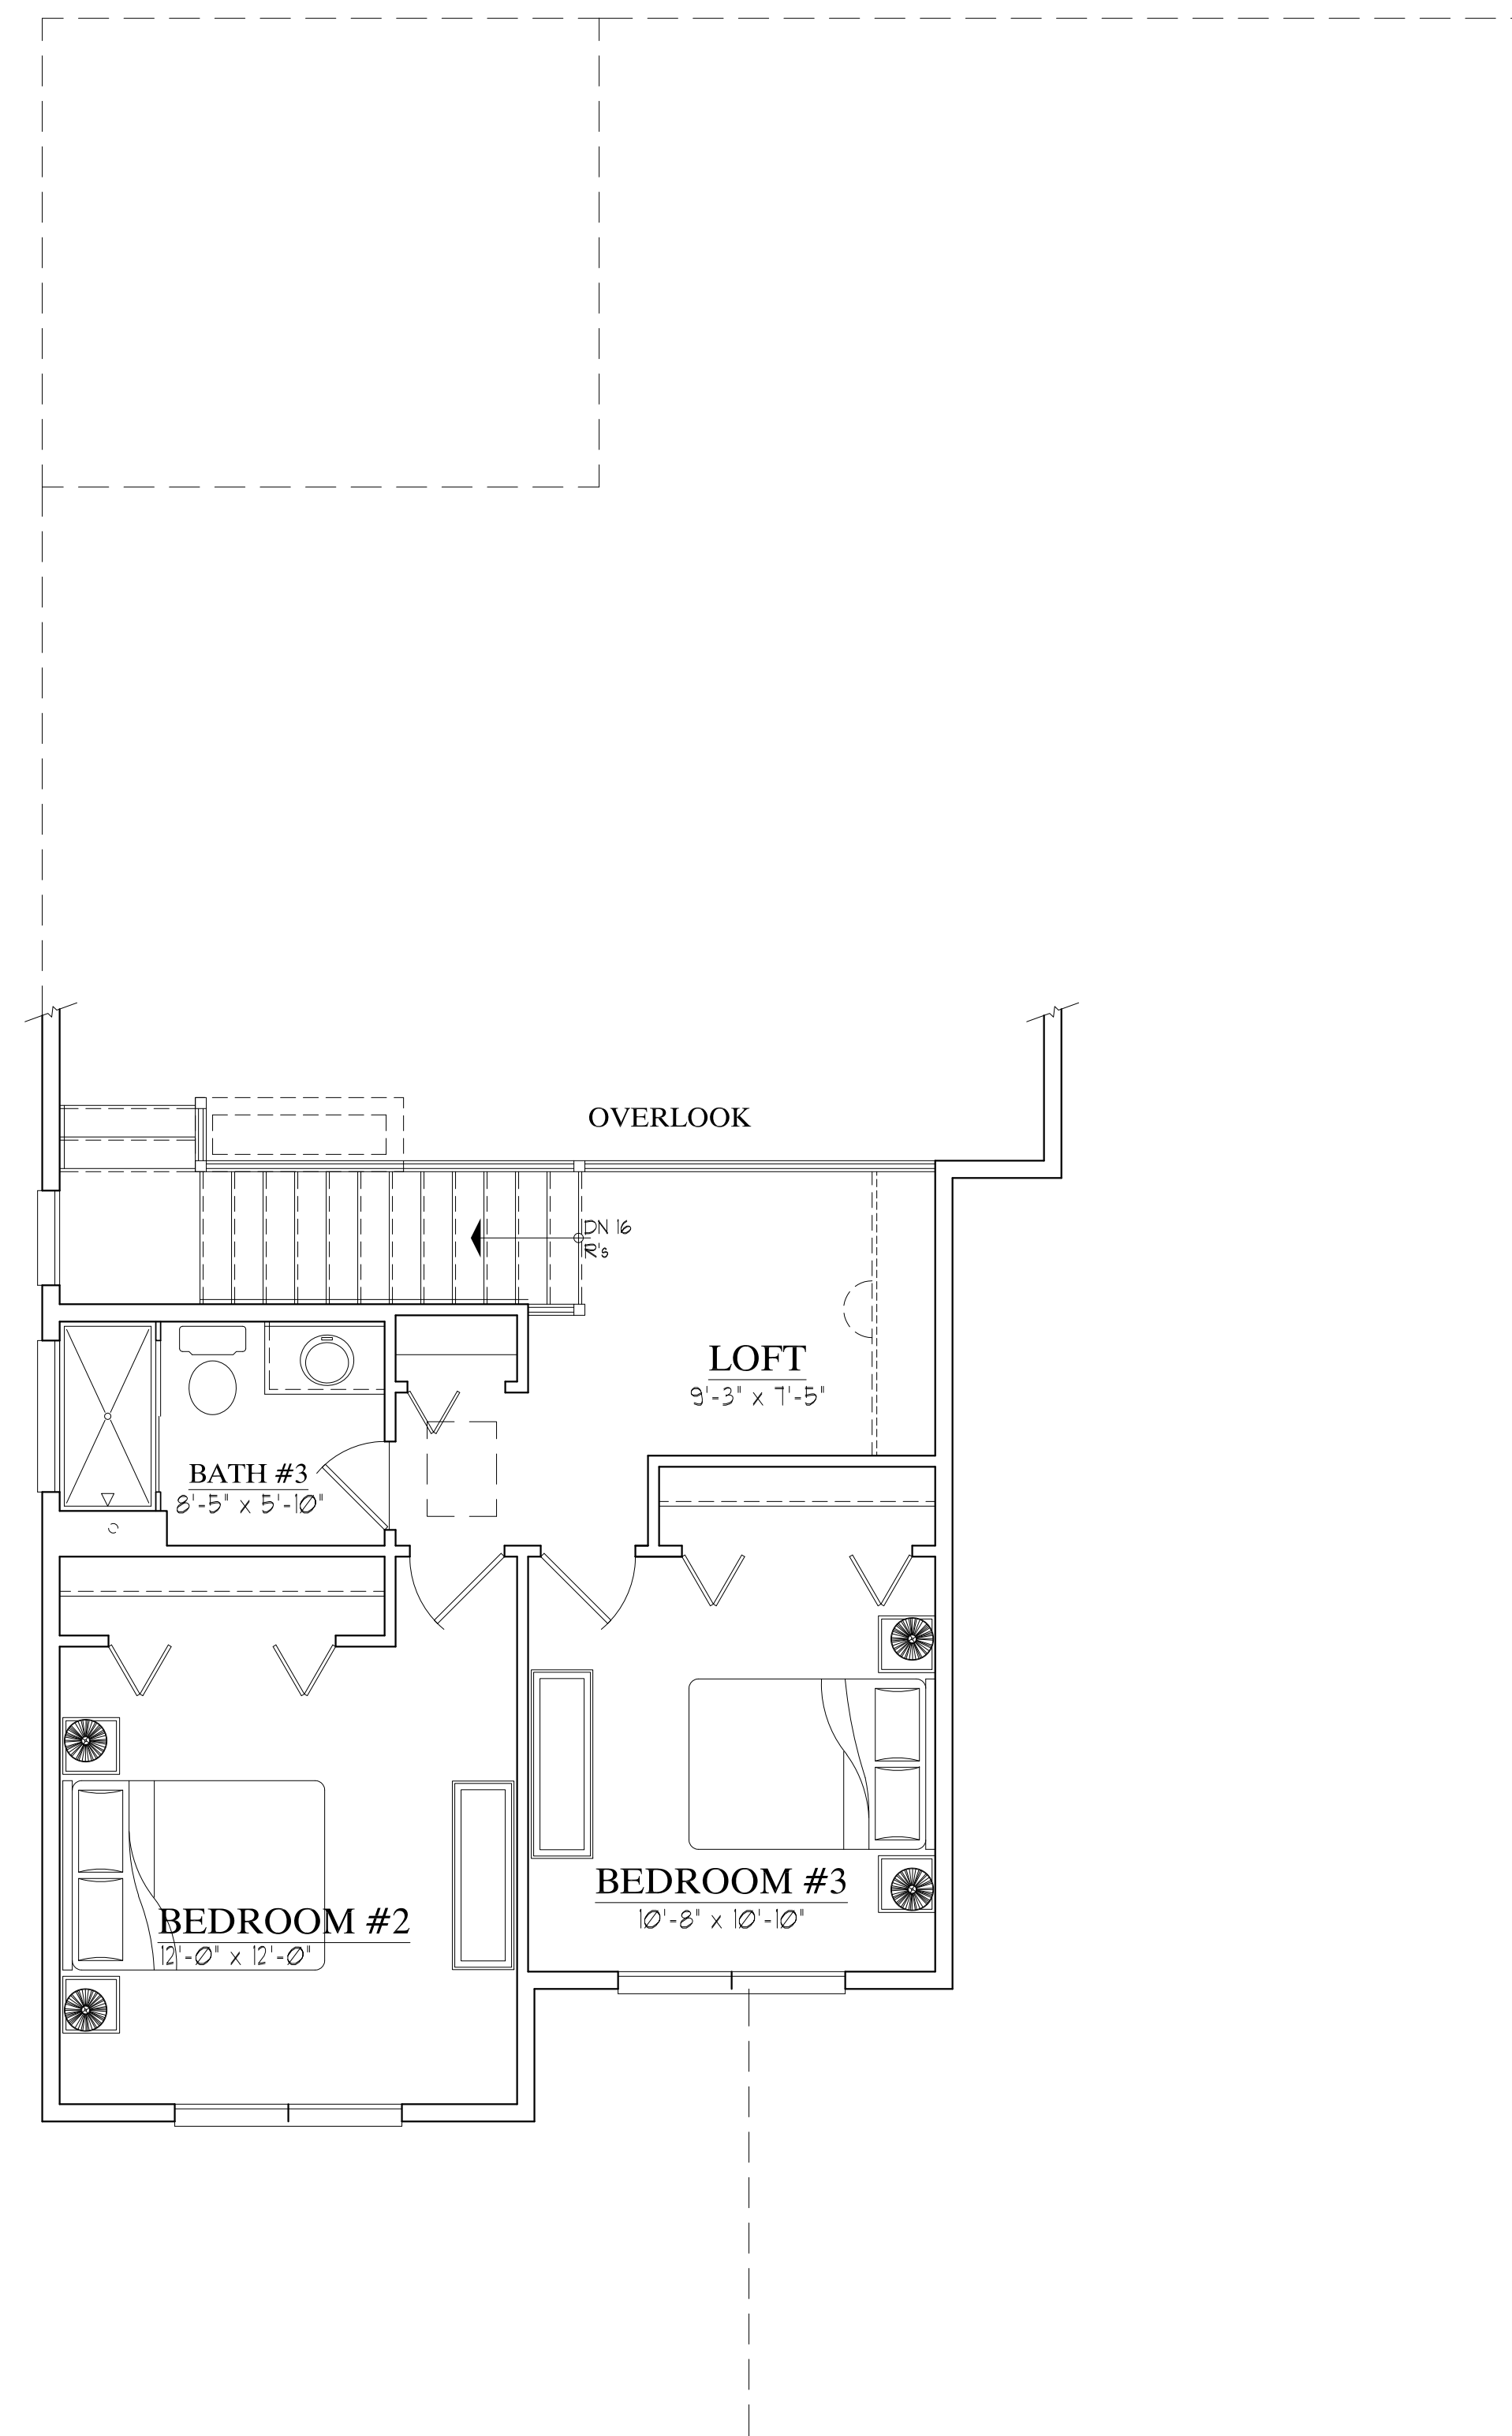 OVERLOOK
DN 16
R's
LOFT
9'-3" x 7'-5"
BATH #3
8'-5" x 5'-10"
BEDROOM #3
10'-8" x 10'-10"
BEDROOM #2
12'-0" x 12'-0"